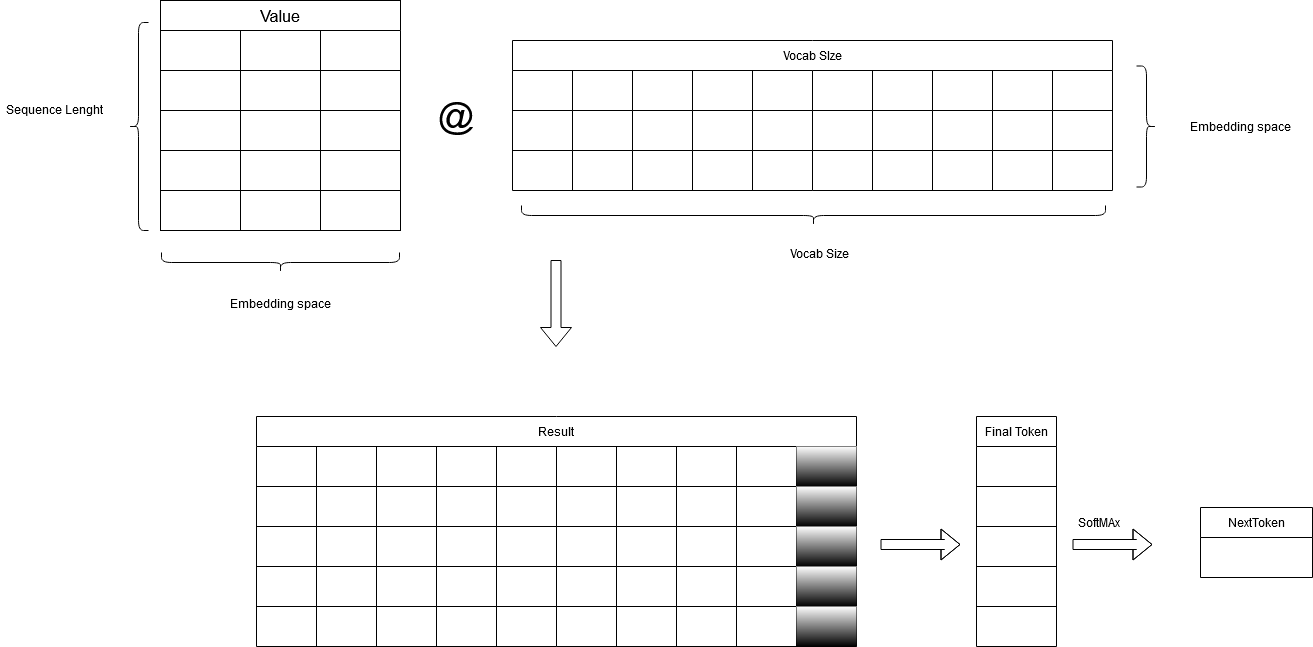 Value
Vocab SIze
Sequence Lenght
@
Embedding space
Vocab Size
Embedding space
Result
Final Token
SoftMAx
NextToken